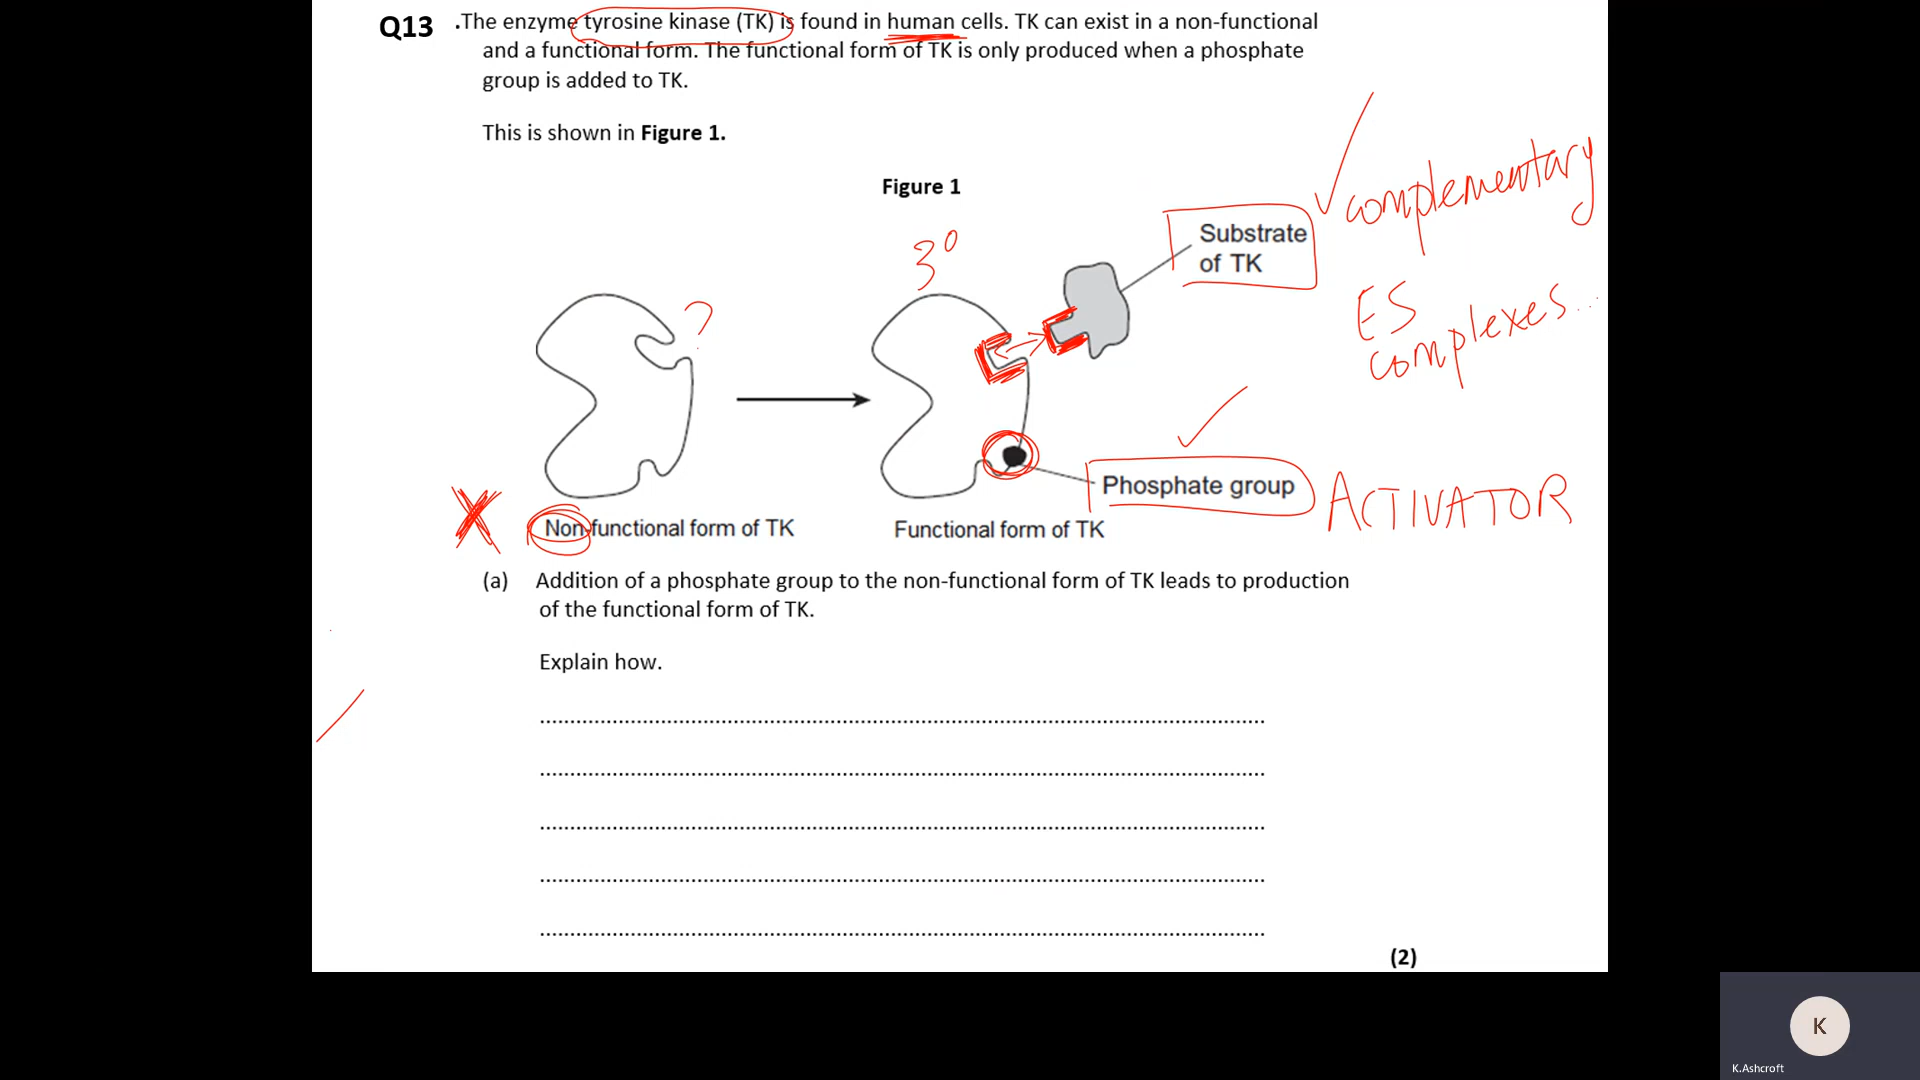 Q13 .The enzyme tyrosine kinase (TK) is found in human cells. TK can exist in a non-functional
and a functional form. The functional form of TK is only produced when a phosphate
group is added to TK.
This is shown in Figure 1.
Figure 1
complementary
Substrate
of TK
3°
?
ES
complexes...
Phosphate group
ACTIVATOR
X
Non-functional form of TK
Functional form of TK
(a) Addition of a phosphate group to the non-functional form of TK leads to production
of the functional form of TK.
Explain how.
(2)
K
K.Ashcroft